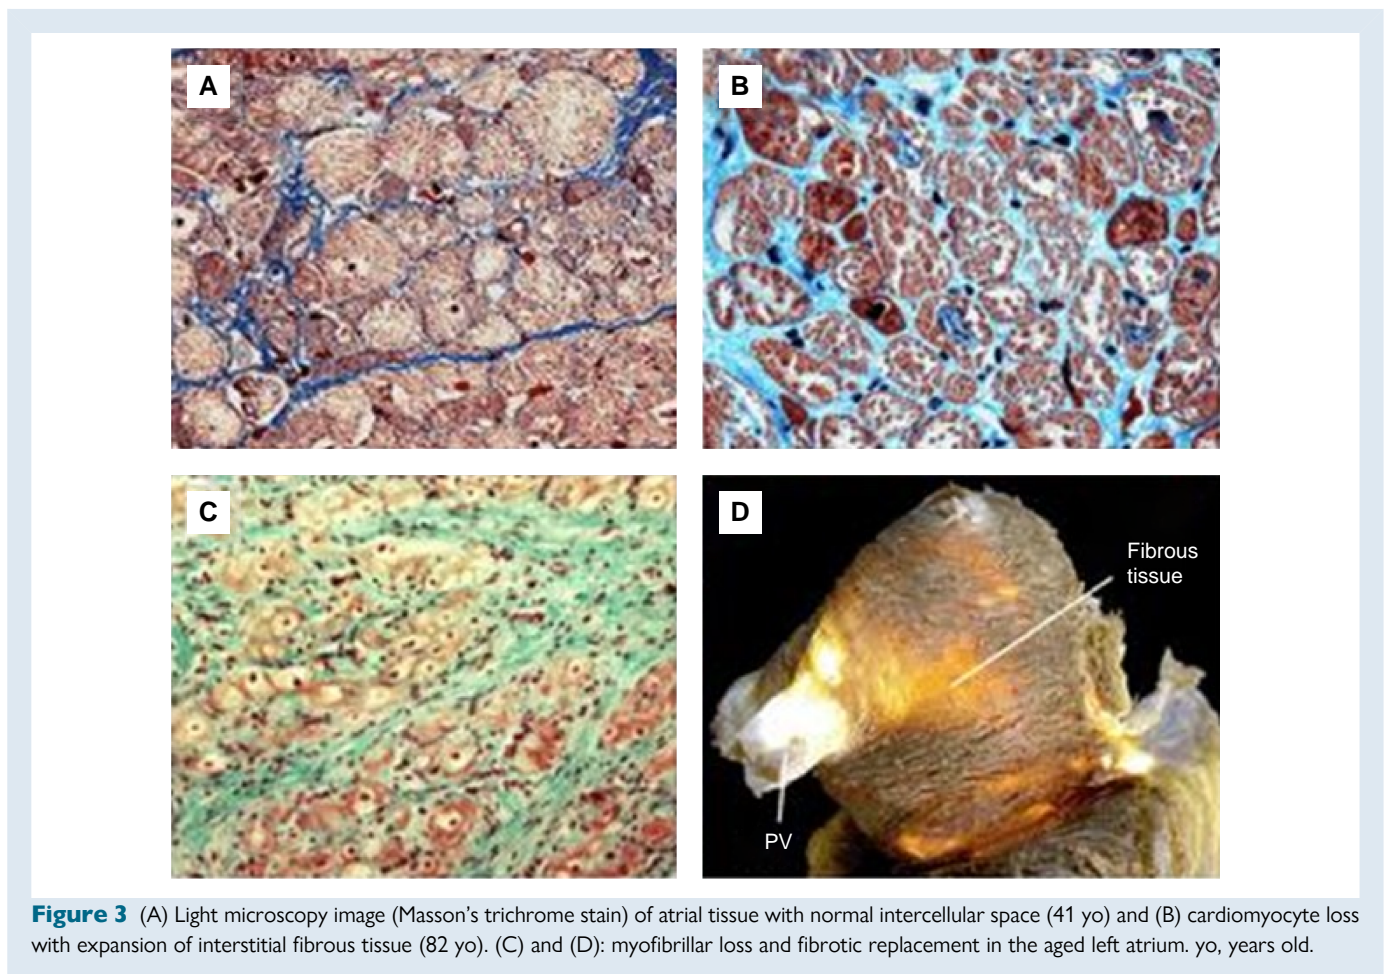 A
B
C
D
Fibrous
tissue
PV
Figure 3 (A) Light microscopy image (Masson’s trichrome stain) of atrial tissue with normal intercellular space (41 yo) and (B) cardiomyocyte loss
with expansion of interstitial fibrous tissue (82 yo). (C) and (D): myofibrillar loss and fibrotic replacement in the aged left atrium. yo, years old.